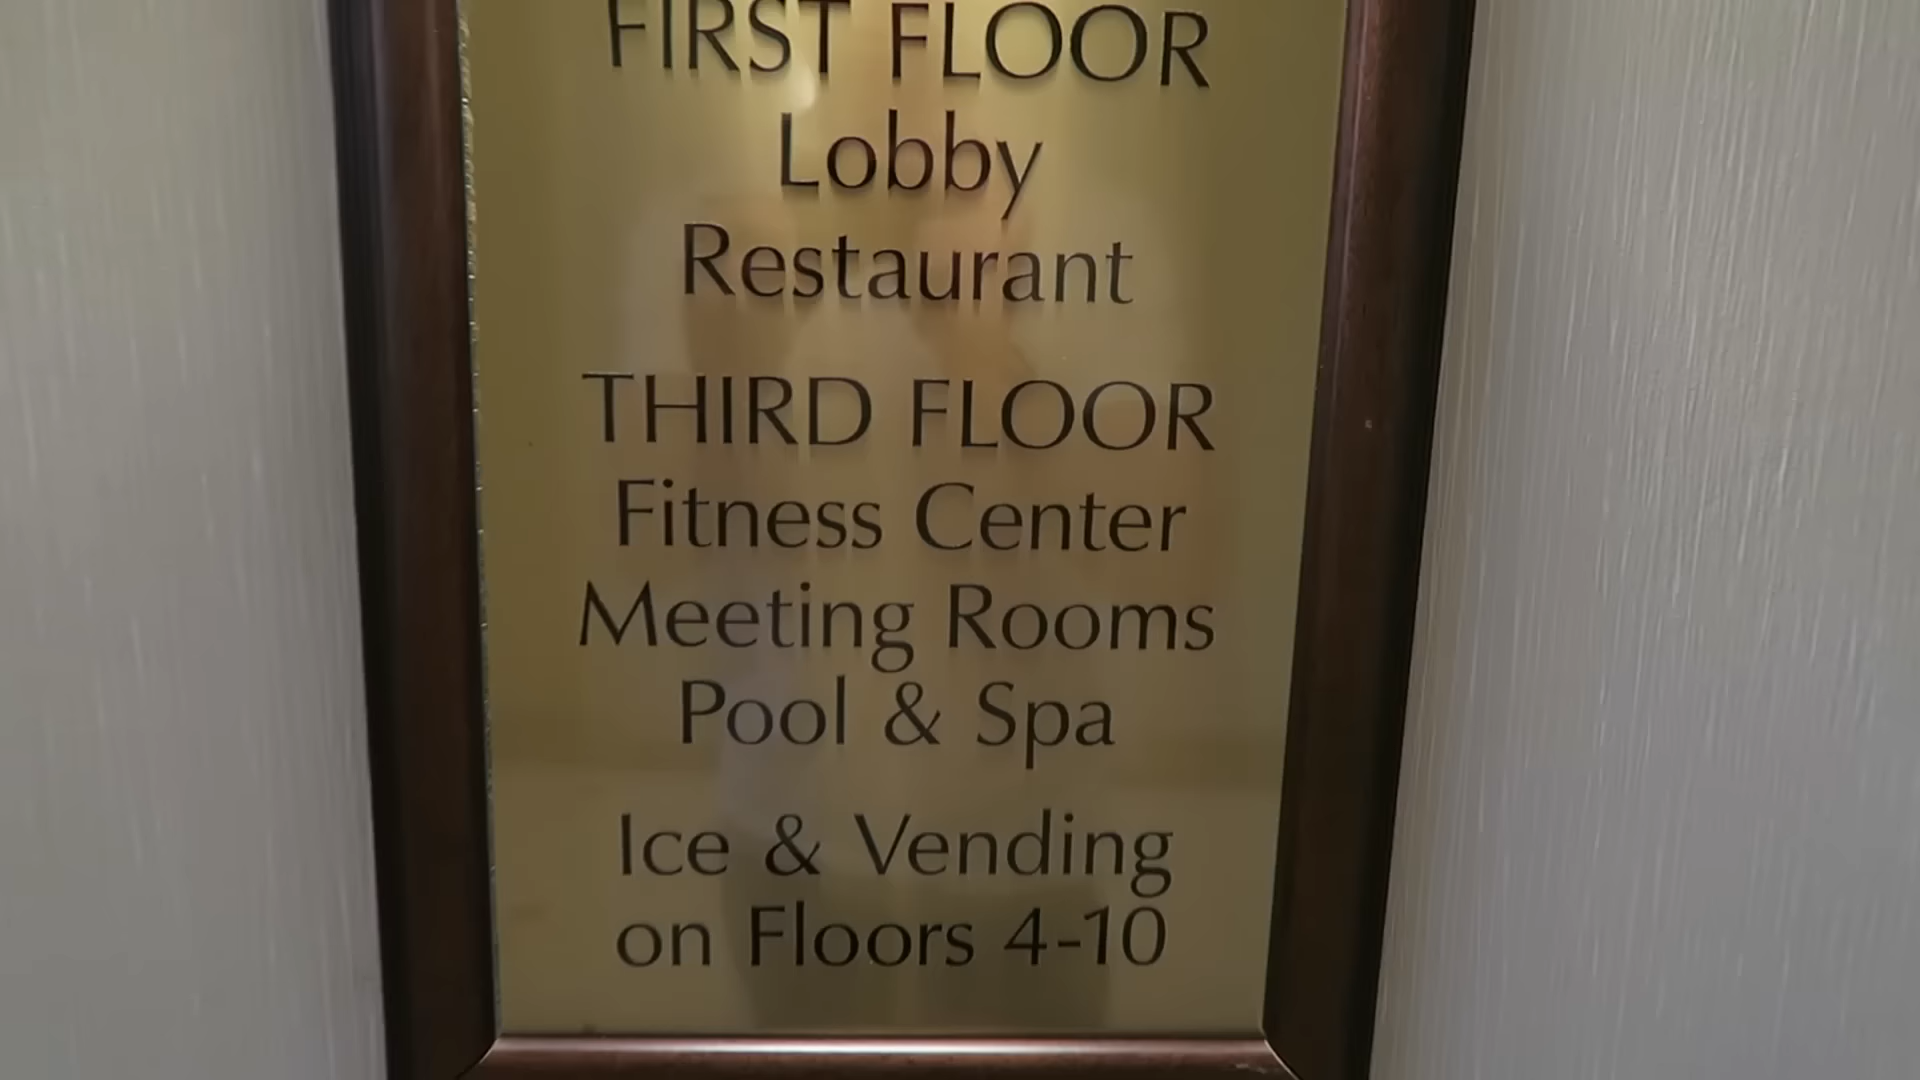 FIRST FLOOR
Lobby
Restaurant
THIRD FLOOR
Fitness Center
Meeting Rooms
Pool & Spa
Ice & Vending
on Floors 4-10